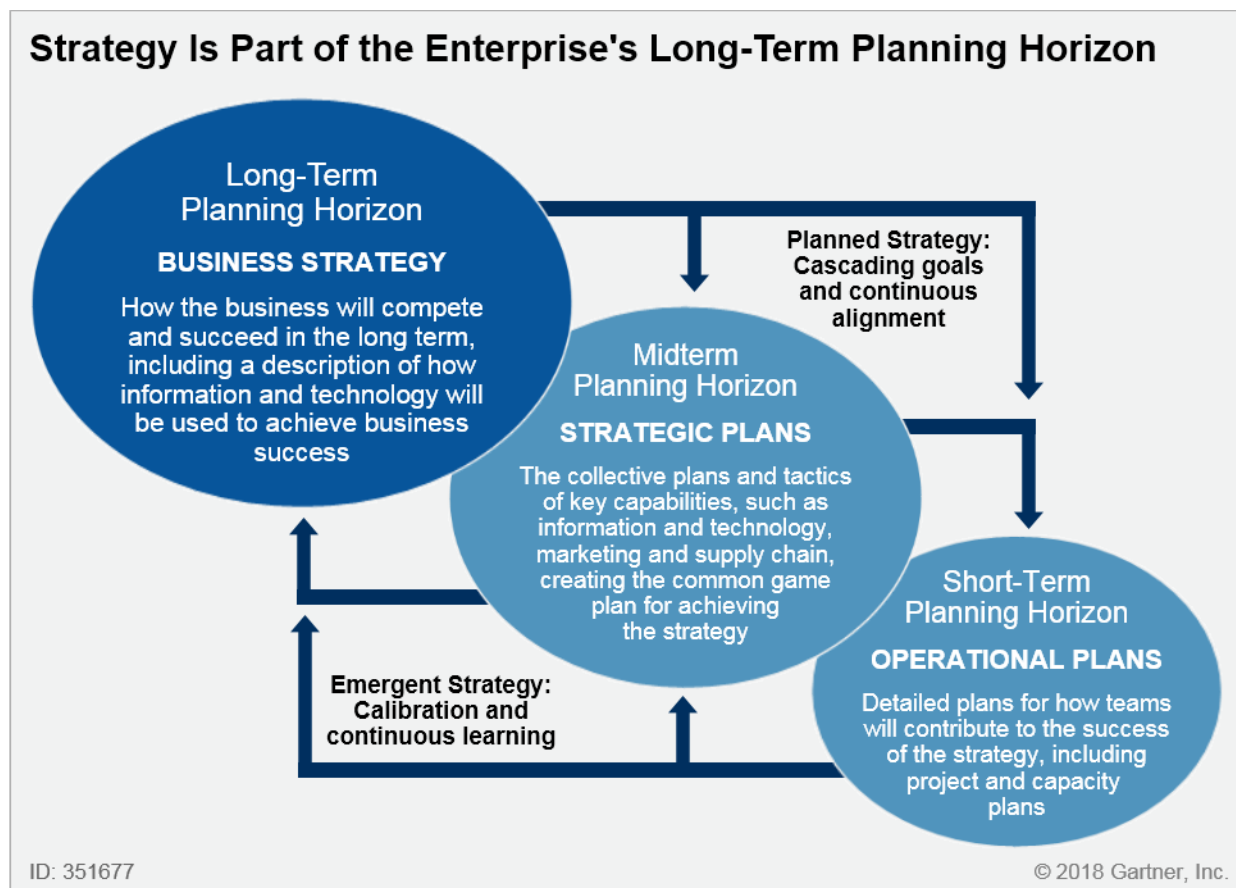 Strategy Is Part of the Enterprise's Long-Term Planning Horizon
Long-Term
Planning Horizon
BUSINESS STRATEGY
How the business will compete
and succeed in the long term,
including a description of how
information and technology will
be used to achieve business
success
Planned Strategy:
Cascading goals
and continuous
alignment
Midterm
Planning Horizon
STRATEGIC PLANS
The collective plans and tactics
of key capabilities, such as
information and technology,
marketing and supply chain,
creating the common game
plan for achieving
the strategy
Short-Term
Planning Horizon
OPERATIONAL PLANS
Detailed plans for how teams
will contribute to the success
of the strategy, including
project and capacity
plans
Emergent Strategy:
Calibration and
continuous learning
ID: 351677
© 2018 Gartner, Inc.